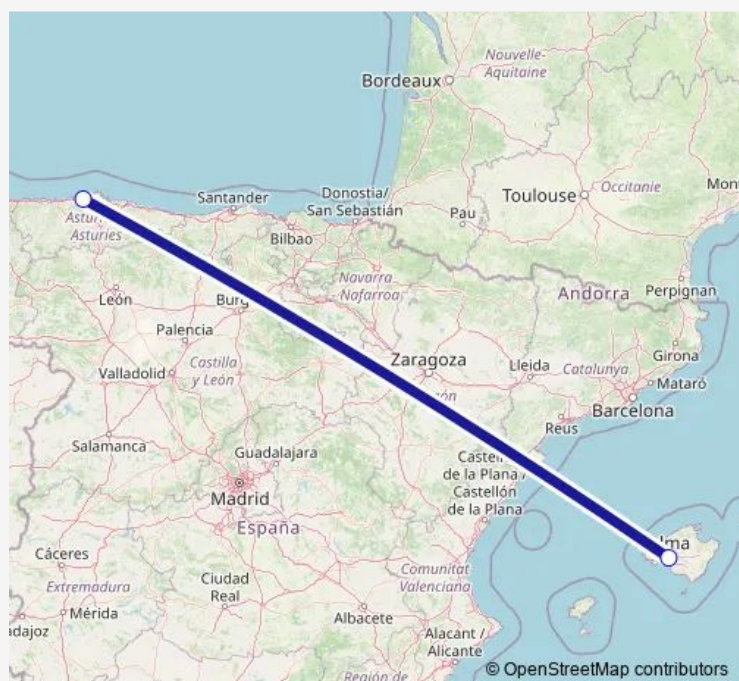 Bordeaux
Nouvelle-
Aquitaine
Toulouse
Occitanie
Santander
Donostia/
San Sebastián
Pau
Asturies
Bilbao
Navarra
Nafarroa
León
Andorra
Perpignan
Palencia
Girona
Castilla
y León
Zaragoza
Lleida
Catalunya
Valladolid
Mataró
Barcelona
Reus
Salamanca
Guadalajara
de la Plana /
Castellón
de la Plana
Madrid
España
Cáceres
Extremadura
Ciudad
Real
Comunitat
Valenciana
Mérida
Albacete
Alacant /
Alicante
Región de
© OpenStreetMap contributors